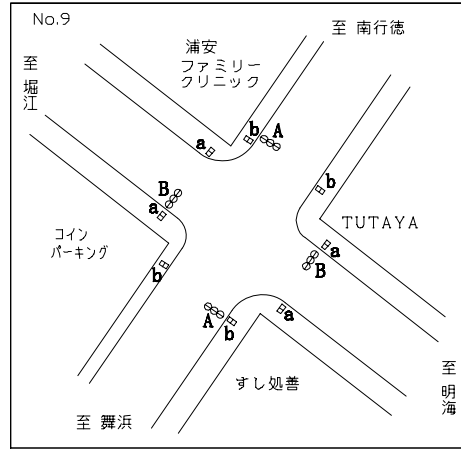 No.9
至 南行徳
浦安
ファミリー
クリニック
至 堀江
A
b
a
b
B
a
TUTAYA
コイン
パーキング
a
B
b
A
b
a
すし処善
至 明海
至 舞浜